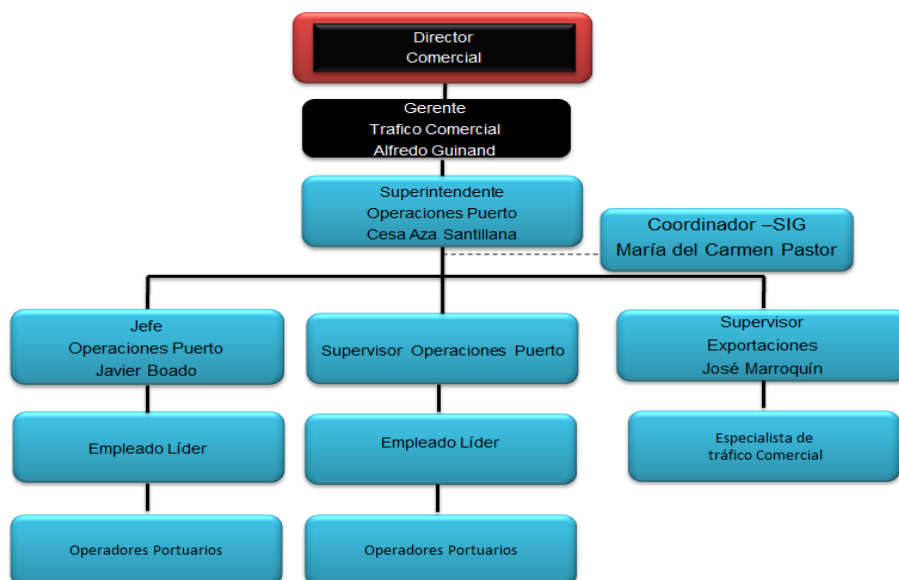 Director
Comercial
Gerente
Trafico Comercial
Alfredo Guinand
Superintendente
Operaciones Puerto
Cesa Aza Santillana
Coordinador –SIG
María del Carmen Pastor
Jefe
Operaciones Puerto
Javier Boado
Supervisor Operaciones Puerto
Supervisor
Exportaciones
José Marroquín
Empleado Líder
Empleado Líder
Especialista de
tráfico Comercial
Operadores Portuarios
Operadores Portuarios